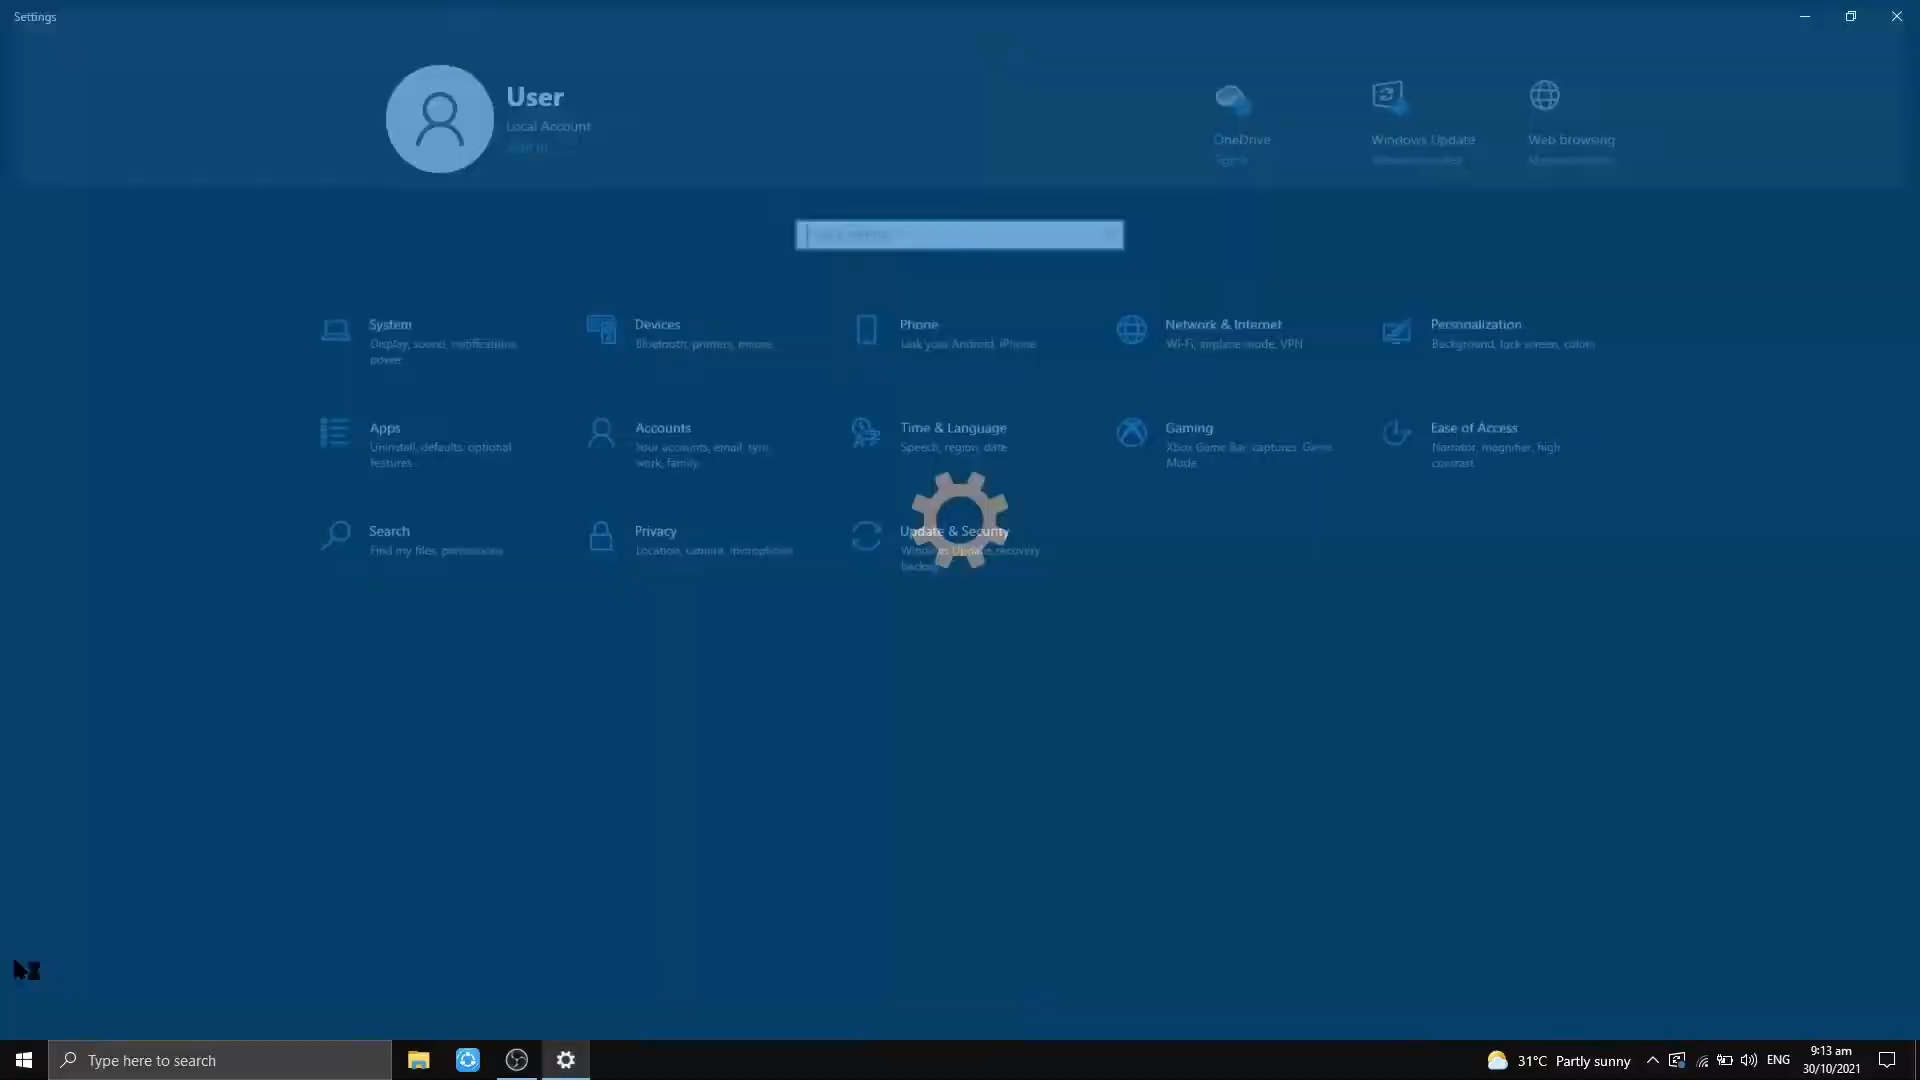 Settings
User
Local Account
OneDrive
Windows Update
Web browsing
System
Display, sound, notifications,
power
Devices
Bluetooth, printers, mouse
Phone
Link your Android, iPhone
Network & Internet
Wi-Fi, airplane mode, VPN
Personalization
Background, lock screen, colors
Apps
Uninstall, defaults, optional
features
Accounts
Your accounts, email, sync,
work, family
Time & Language
Speech, region, date
Gaming
Xbox Game Bar, captures, Game
Mode
Ease of Access
Narrator, magnifier, high
contrast
Search
Find my files, permissions
Privacy
Location, camera, microphone
Update & Security
Windows Update, recovery
backup
Type here to search
31°C Partly sunny
ENG
9:13 am
30/10/2021